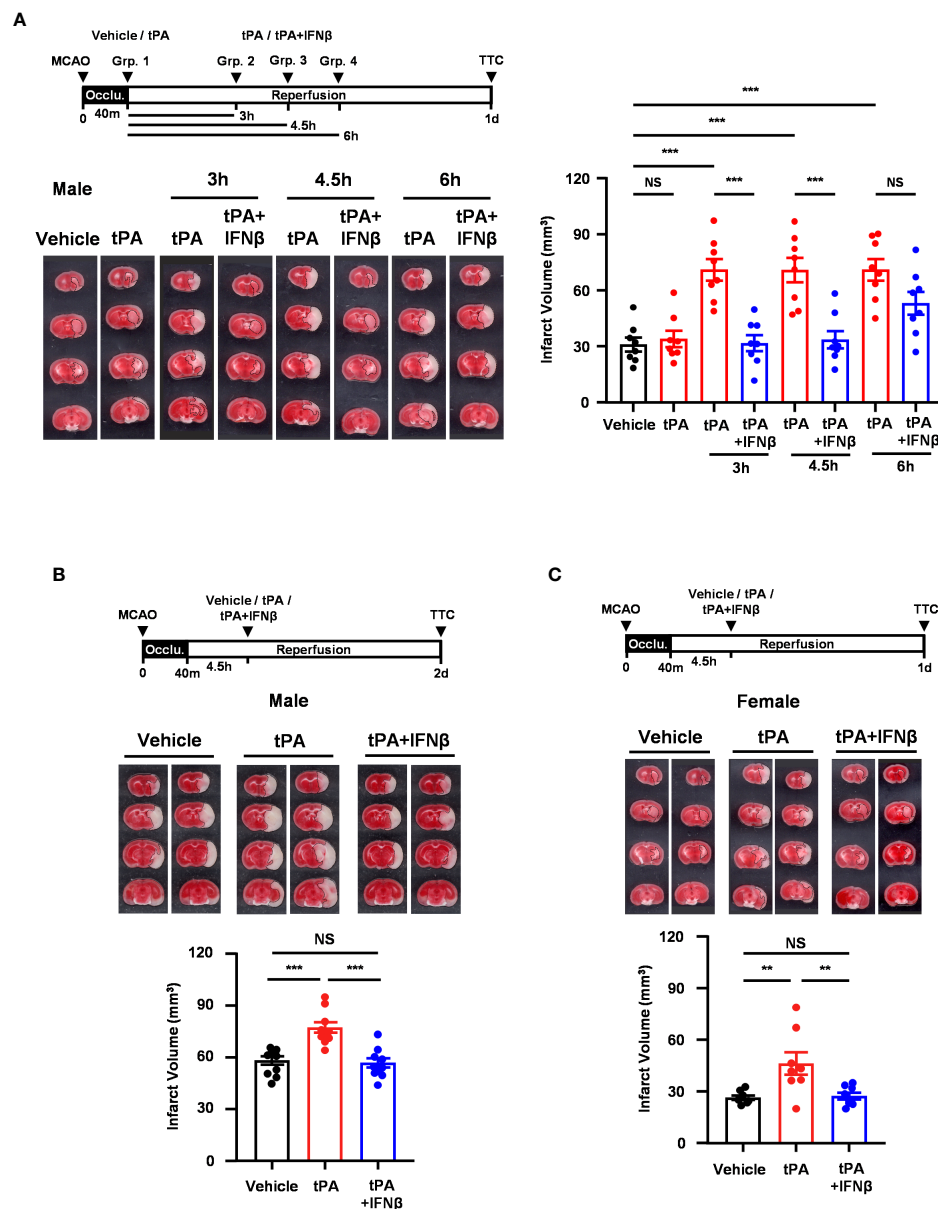 A
Vehicle / tPA
tPA / tPA+IFNβ
MCAO
Grp. 1
Grp. 2
Grp. 3
Grp. 4
TTC
Occlu.
Reperfusion
0
40m
3h
4.5h
6h
1d
Male
3h
4.5h
6h
Vehicle
tPA
tPA
tPA+
IFNβ
tPA
tPA+
IFNβ
tPA
tPA+
IFNβ
Infarct Volume (mm³)
120
90
60
30
0
***
***
***
NS
***
***
NS
Vehicle
tPA
tPA
tPA
+IFNβ
tPA
tPA
+IFNβ
tPA
tPA
+IFNβ
3h
4.5h
6h
B
Vehicle / tPA /
tPA+IFNβ
MCAO
TTC
Occlu.
Reperfusion
0
40m
4.5h
2d
Male
Vehicle
tPA
tPA+IFNβ
Infarct Volume (mm³)
120
90
60
30
0
NS
***
***
Vehicle
tPA
tPA
+IFNβ
C
Vehicle / tPA /
tPA+IFNβ
MCAO
TTC
Occlu.
Reperfusion
0
40m
4.5h
1d
Female
Vehicle
tPA
tPA+IFNβ
Infarct Volume (mm³)
120
90
60
30
0
NS
**
**
Vehicle
tPA
tPA
+IFNβ